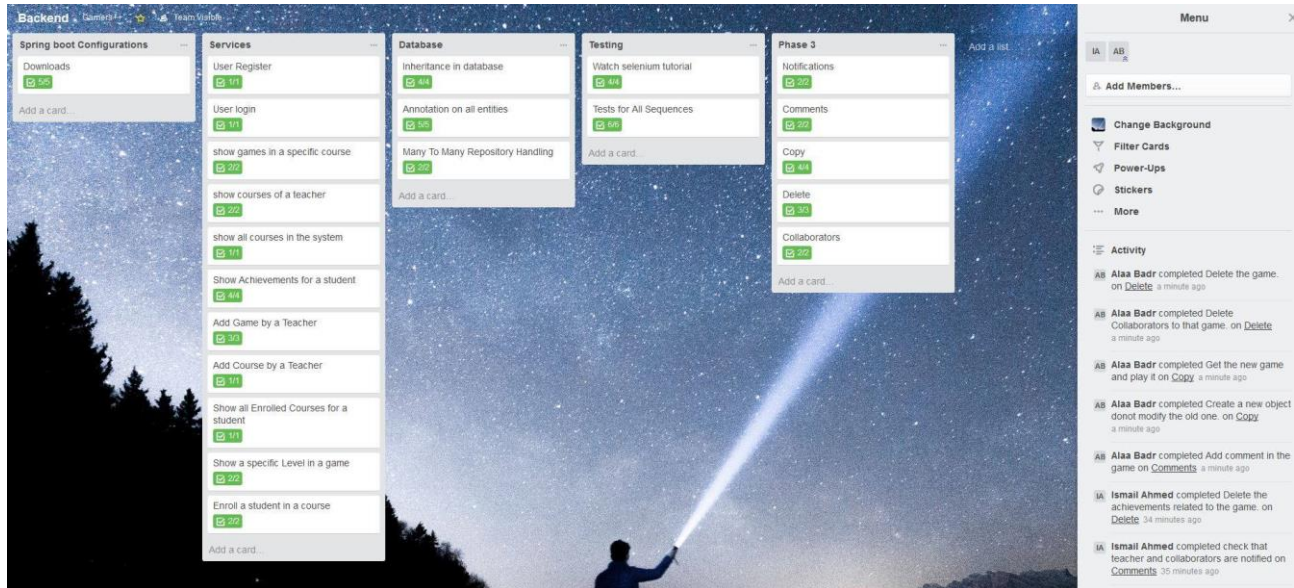 Backend
Gamers
Team Visible
Spring boot Configurations
Downloads
5/5
Add a card...
Services
User Register
1/1
User login
1/1
show games in a specific course
2/2
show courses of a teacher
2/2
show all courses in the system
1/1
Show Achievements for a student
4/4
Add Game by a Teacher
3/3
Add Course by a Teacher
1/1
Show all Enrolled Courses for a
student
1/1
Show a specific Level in a game
2/2
Enroll a student in a course
2/2
Add a card...
Database
Inheritance in database
4/4
Annotation on all entities
5/5
Many To Many Repository Handling
2/2
Add a card...
Testing
Watch selenium tutorial
4/4
Tests for All Sequences
6/6
Add a card...
Phase 3
Notifications
2/2
Comments
2/2
Copy
4/4
Delete
3/3
Collaborators
2/2
Add a card...
Add a list...
Menu
IA AB
Add Members...
Change Background
Filter Cards
Power-Ups
Stickers
More
Activity
AB Alaa Badr completed Delete the game.
on Delete a minute ago
AB Alaa Badr completed Delete
Collaborators to that game. on Delete
a minute ago
AB Alaa Badr completed Get the new game
and play it on Copy a minute ago
AB Alaa Badr completed Create a new object
donot modify the old one. on Copy
a minute ago
AB Alaa Badr completed Add comment in the
game on Comments a minute ago
IA Ismail Ahmed completed Delete the
achievements related to the game. on
Delete 34 minutes ago
IA Ismail Ahmed completed check that
teacher and collaborators are notified on
Comments 35 minutes ago